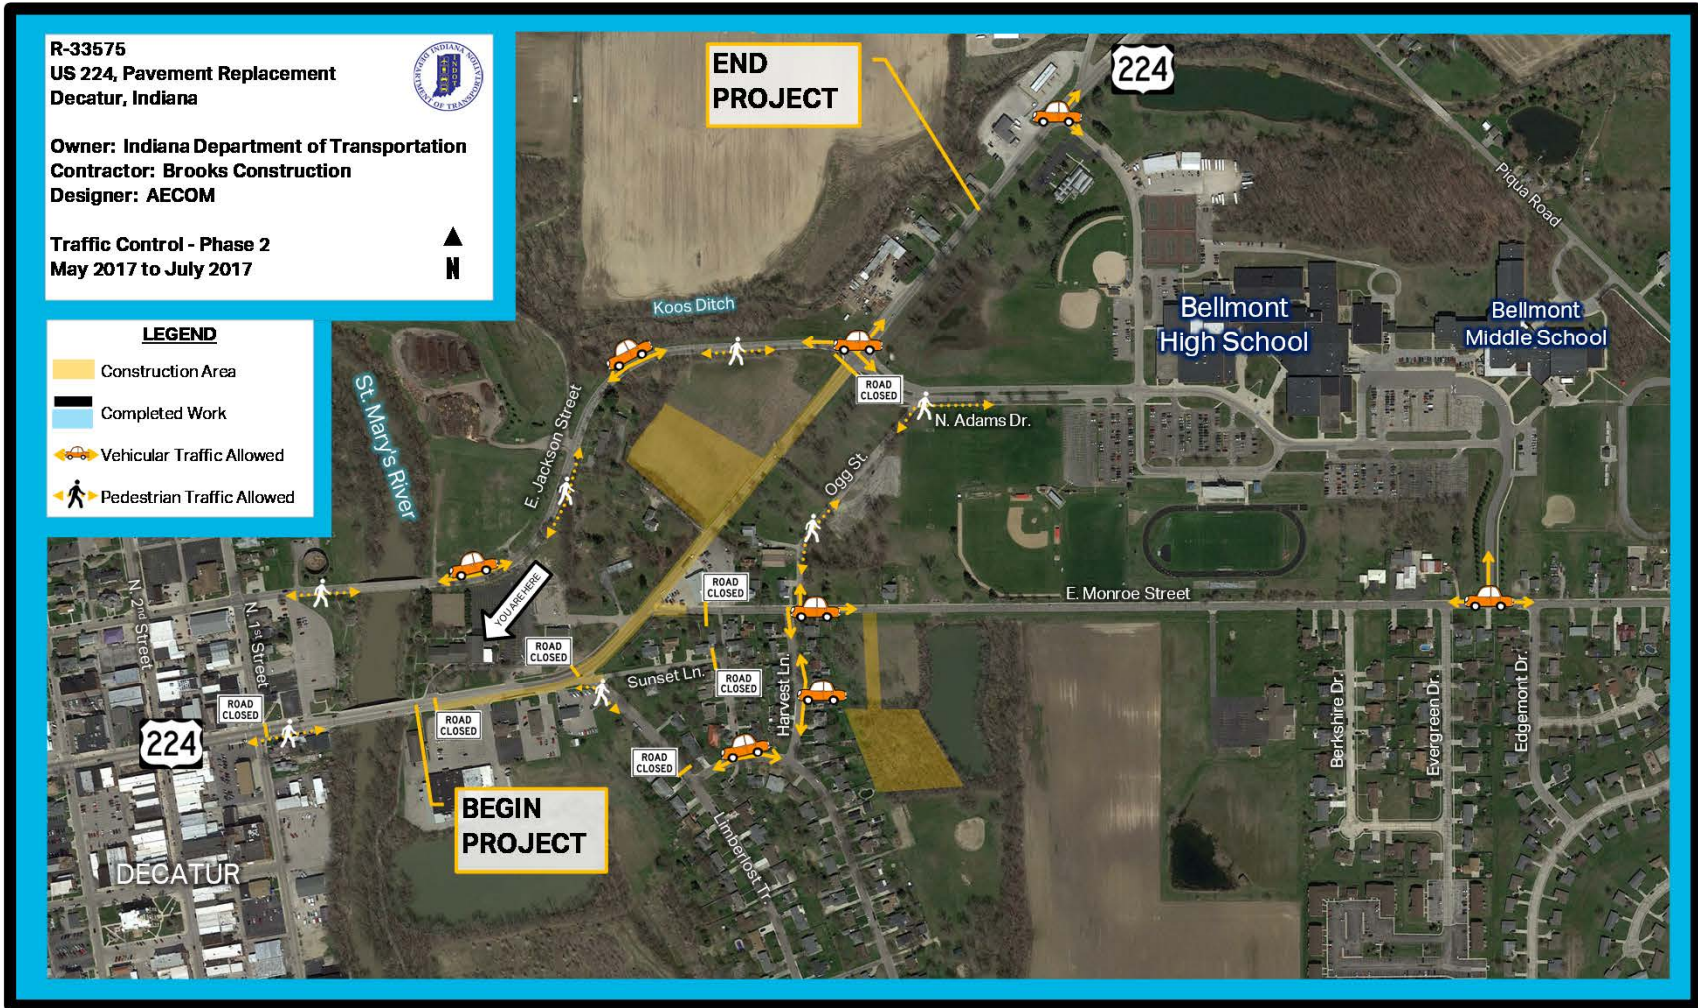 R-33575
US 224, Pavement Replacement
Decatur, Indiana
INDIANA
DEPARTMENT OF TRANSPORTATION
INDOT
Owner: Indiana Department of Transportation
Contractor: Brooks Construction
Designer: AECOM
Traffic Control - Phase 2
May 2017 to July 2017
N
LEGEND
Construction Area
Completed Work
Vehicular Traffic Allowed
Pedestrian Traffic Allowed
END
PROJECT
224
Piqua Road
Koos Ditch
Bellmont
High School
Bellmont
Middle School
St. Mary's River
E. Jackson Street
ROAD
CLOSED
N. Adams Dr.
Ogg St.
YOU ARE HERE
N. 2nd Street
N. 1st Street
ROAD
CLOSED
E. Monroe Street
ROAD
CLOSED
Sunset Ln.
ROAD
CLOSED
Harvest Ln.
ROAD
CLOSED
ROAD
CLOSED
224
ROAD
CLOSED
Berkshire Dr.
Evergreen Dr.
Edgemont Dr.
BEGIN
PROJECT
Limberlost Tr.
DECATUR